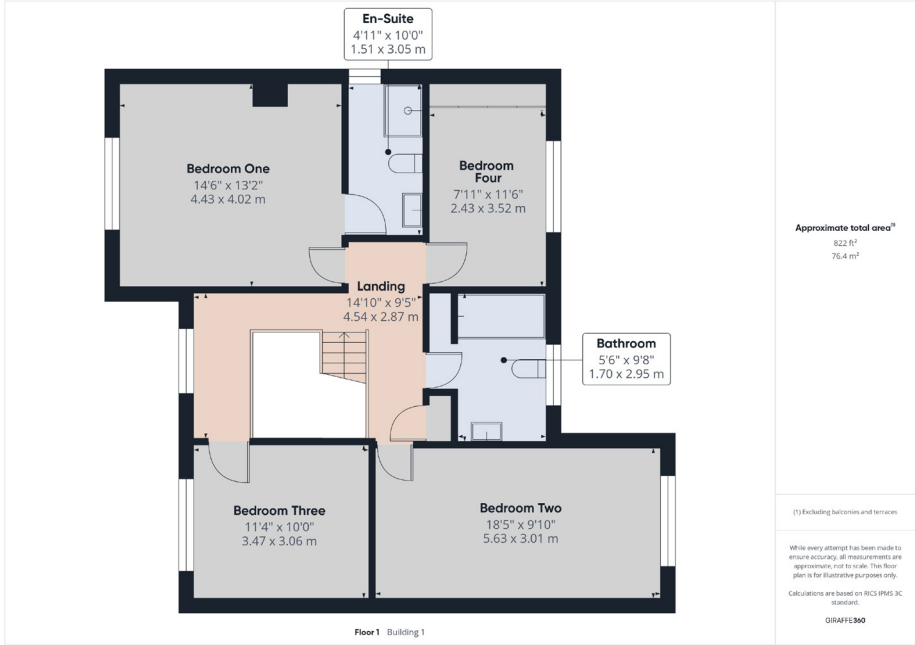 En-Suite
4'11" x 10'0"
1.51 x 3.05 m
Bedroom One
14'6" x 13'2"
4.43 x 4.02 m
Bedroom
Four
7'11" x 11'6"
2.43 x 3.52 m
Landing
14'10" x 9'5"
4.54 x 2.87 m
Bathroom
5'6" x 9'8"
1.70 x 2.95 m
Bedroom Three
11'4" x 10'0"
3.47 x 3.06 m
Bedroom Two
18'5" x 9'10"
5.63 x 3.01 m
Floor 1 Building 1
Approximate total area⁽¹⁾
822 ft²
76.4 m²
(1) Excluding balconies and terraces
While every attempt has been made to
ensure accuracy, all measurements are
approximate, not to scale. This floor
plan is for illustrative purposes only.
Calculations are based on RICS IPMS 3C
standard.
GIRAFFE360